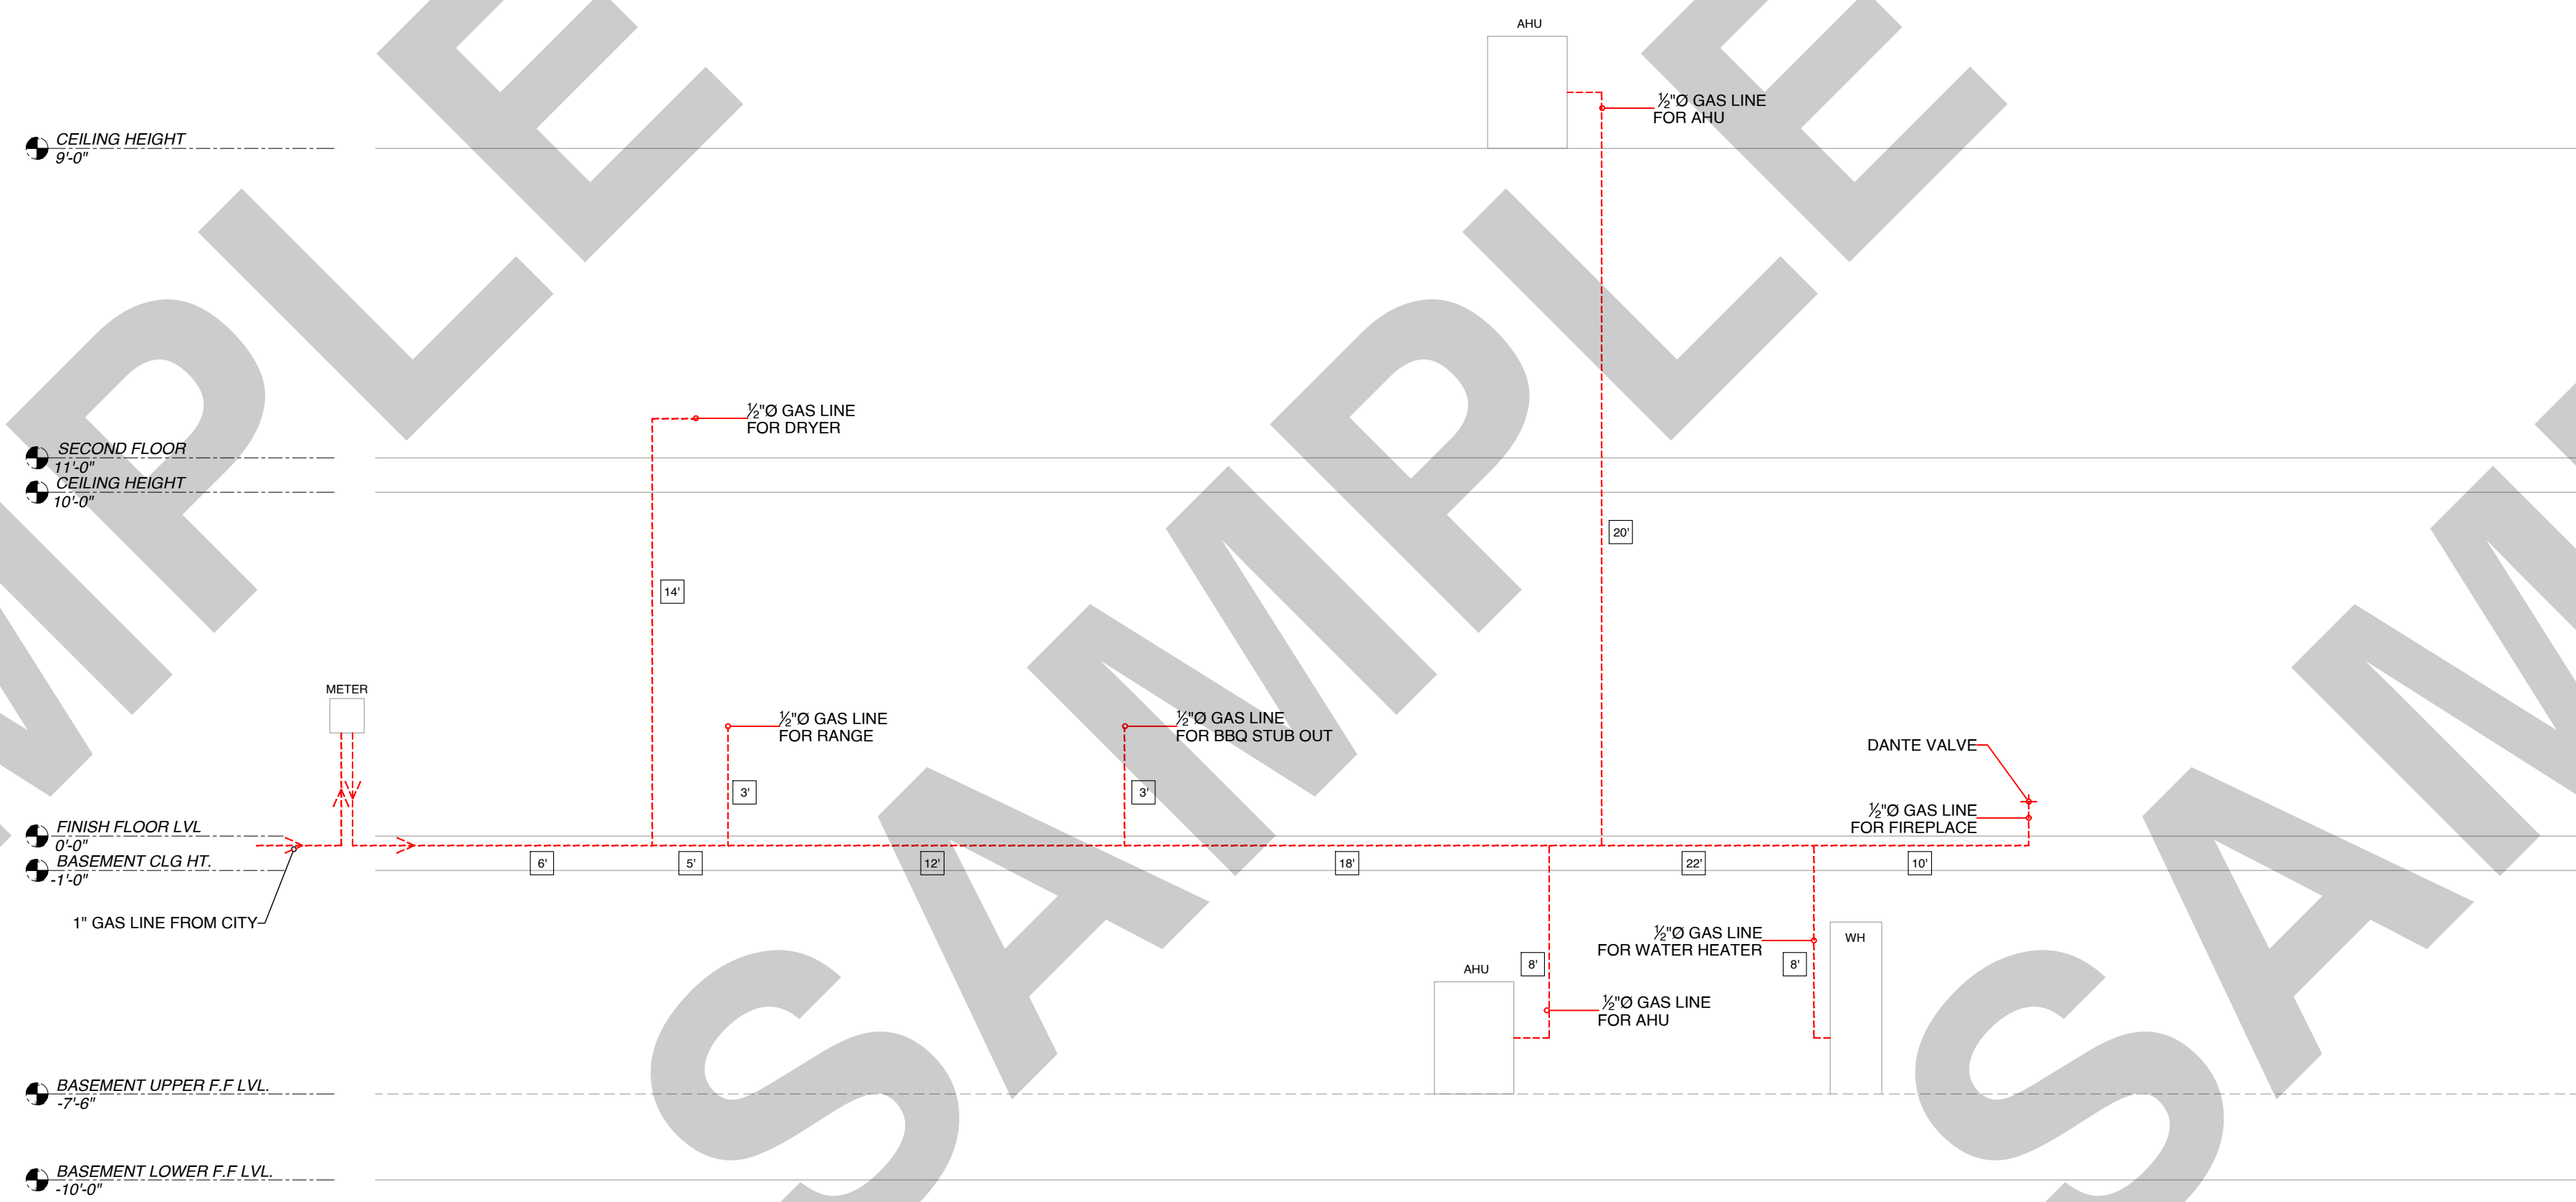 AHU
½"Ø GAS LINE
FOR AHU
CEILING HEIGHT
9'-0"
½"Ø GAS LINE
FOR DRYER
SECOND FLOOR
11'-0"
CEILING HEIGHT
10'-0"
20'
14'
METER
½"Ø GAS LINE
FOR RANGE
½"Ø GAS LINE
FOR BBQ STUB OUT
DANTE VALVE
3'
3'
½"Ø GAS LINE
FOR FIREPLACE
FINISH FLOOR LVL
0'-0"
BASEMENT CLG HT.
-1'-0"
6'
5'
12'
18'
22'
10'
1" GAS LINE FROM CITY
½"Ø GAS LINE
FOR WATER HEATER
WH
8'
8'
AHU
½"Ø GAS LINE
FOR AHU
BASEMENT UPPER F.F LVL.
-7'-6"
BASEMENT LOWER F.F LVL.
-10'-0"
SAMPLE
SAMPLE
SAMPLE